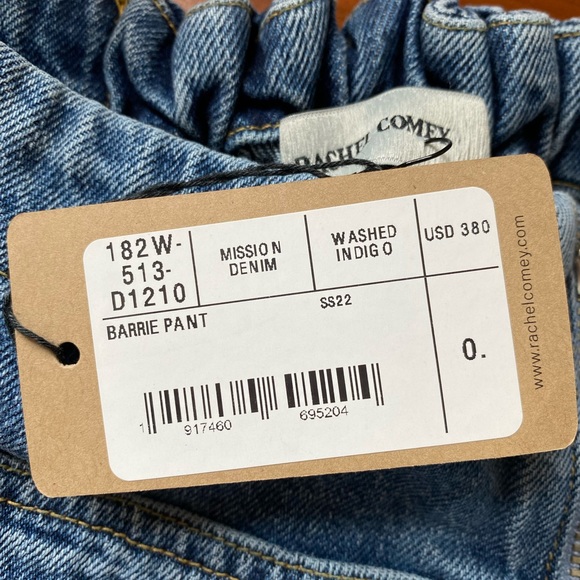 RACHEL COMEY
182W-
513-
D1210
MISSION
DENIM
WASHED
INDIGO
USD 380
BARRIE PANT
SS22
0.
1 917460 695204
www.rachelcomey.com